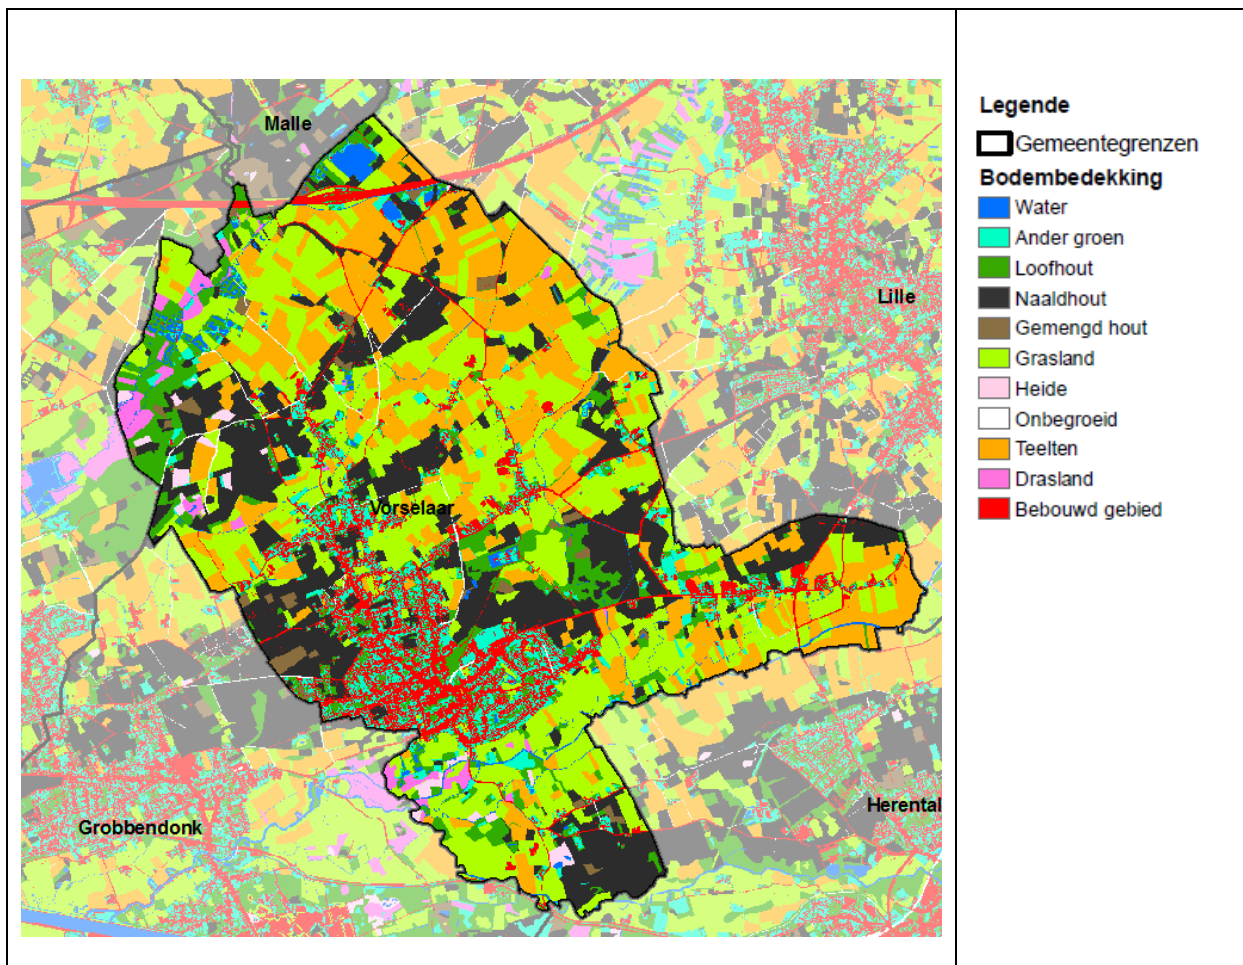 Malle
Lille
Vorselaar
Grobbendonk
Herental
Legende
Gemeentegrenzen
Bodembedekking
Water
Ander groen
Loofhout
Naaldhout
Gemengd hout
Grasland
Heide
Onbegroeid
Teelten
Drasland
Bebouwd gebied